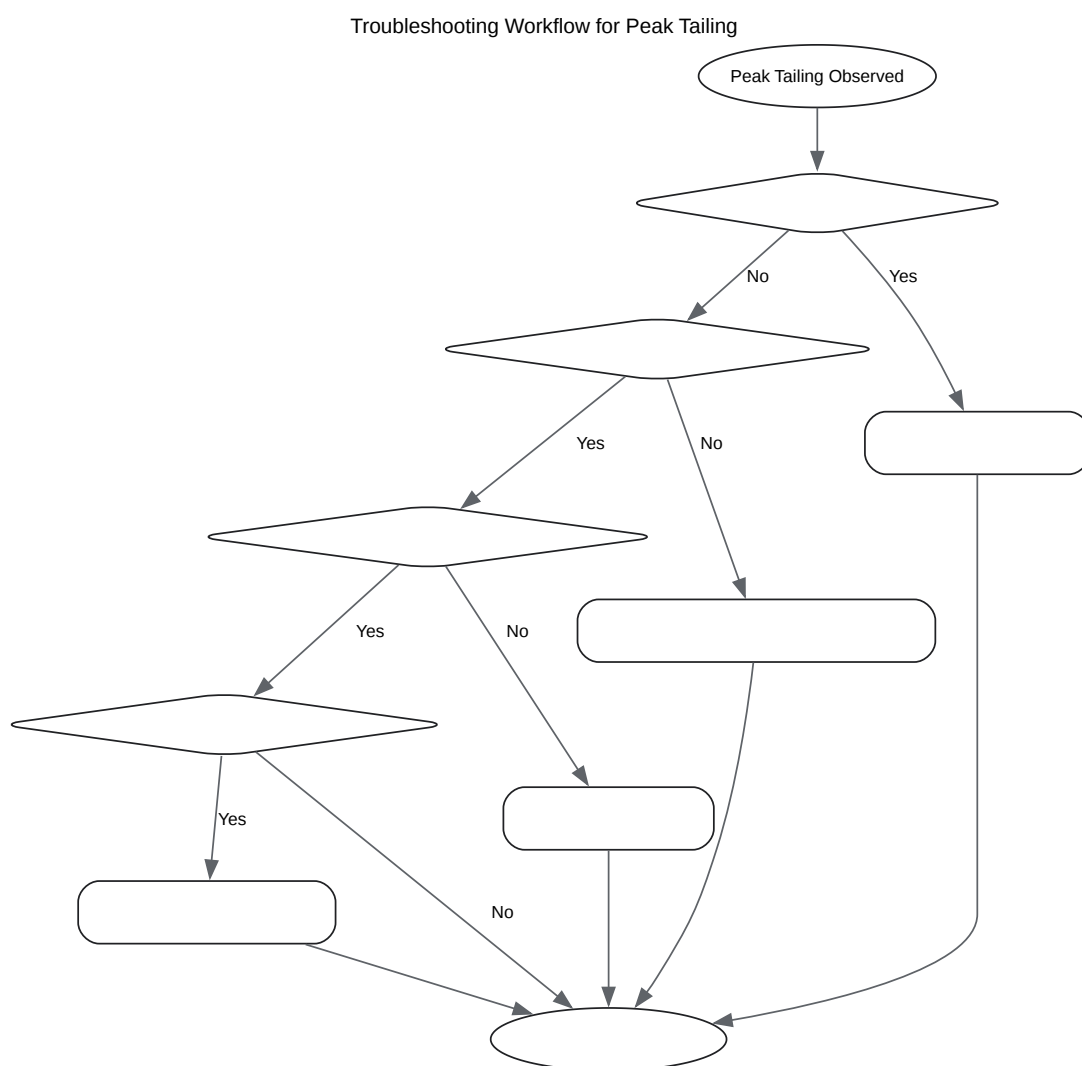 Troubleshooting Workflow for Peak Tailing
Peak Tailing Observed
No
Yes
Yes
No
Yes
No
Yes
No